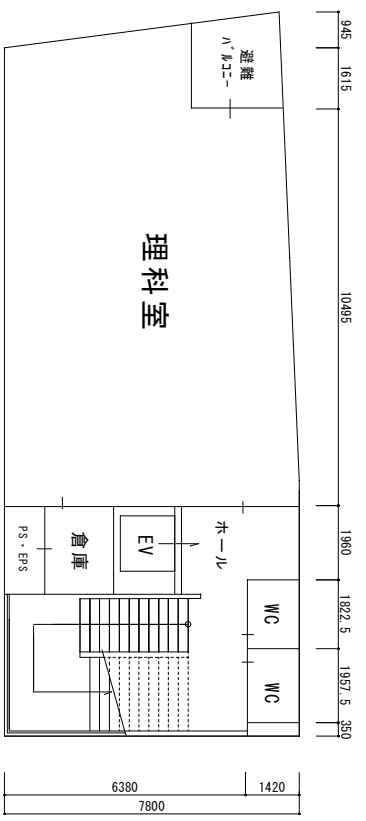 945
1615
10495
1960
1822.5
1957.5
350
避難
バルコニー
理科室
ホール
EV
倉庫
PS・EPS
WC
WC
6380
1420
7800